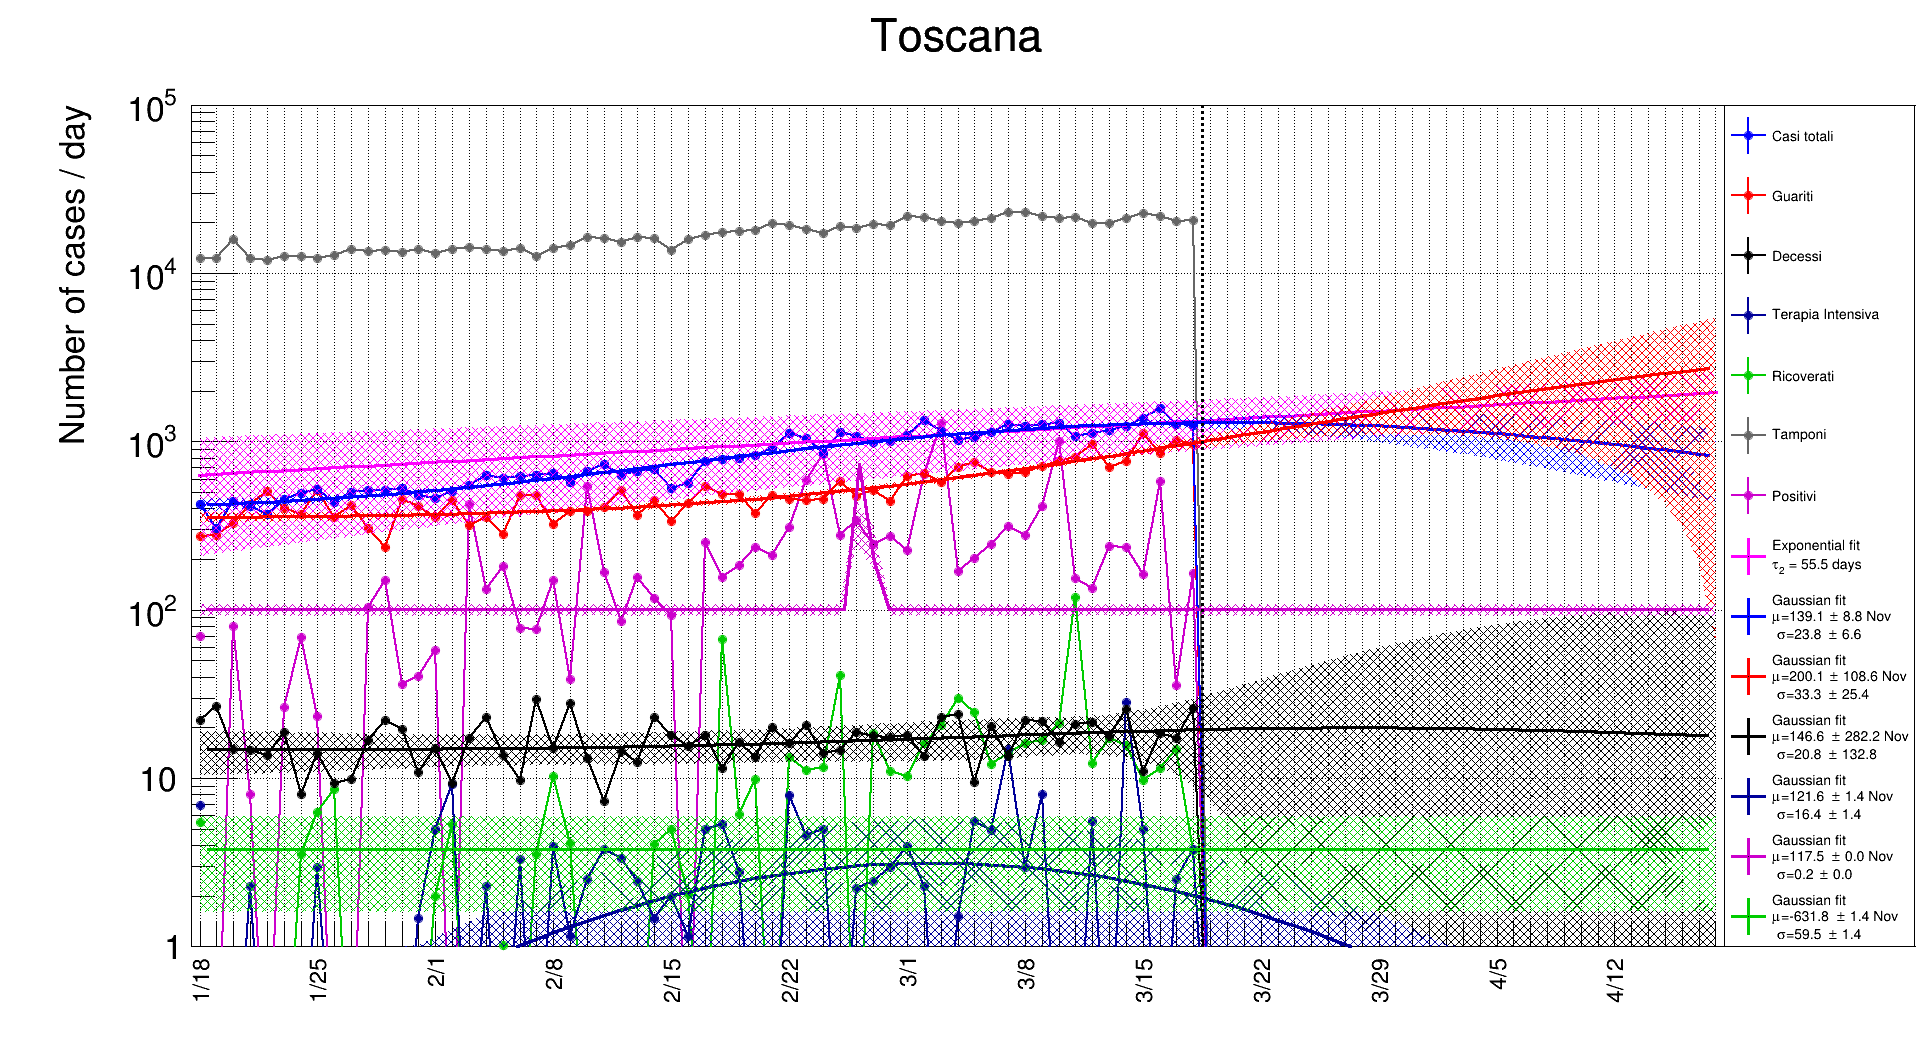 Toscana
Number of cases / day
10^5
10^4
10^3
10^2
10
1
1/18
1/25
2/1
2/8
2/15
2/22
3/1
3/8
3/15
3/22
3/29
4/5
4/12
Casi totali
Guariti
Decessi
Terapia Intensiva
Ricoverati
Tamponi
Positivi
Exponential fit
τ₂ = 55.5 days
Gaussian fit
μ=139.1 ± 8.8 Nov
σ=23.8 ± 6.6
Gaussian fit
μ=200.1 ± 108.6 Nov
σ=33.3 ± 25.4
Gaussian fit
μ=146.6 ± 282.2 Nov
σ=20.8 ± 132.8
Gaussian fit
μ=121.6 ± 1.4 Nov
σ=16.4 ± 1.4
Gaussian fit
μ=117.5 ± 0.0 Nov
σ=0.2 ± 0.0
Gaussian fit
μ=-631.8 ± 1.4 Nov
σ=59.5 ± 1.4